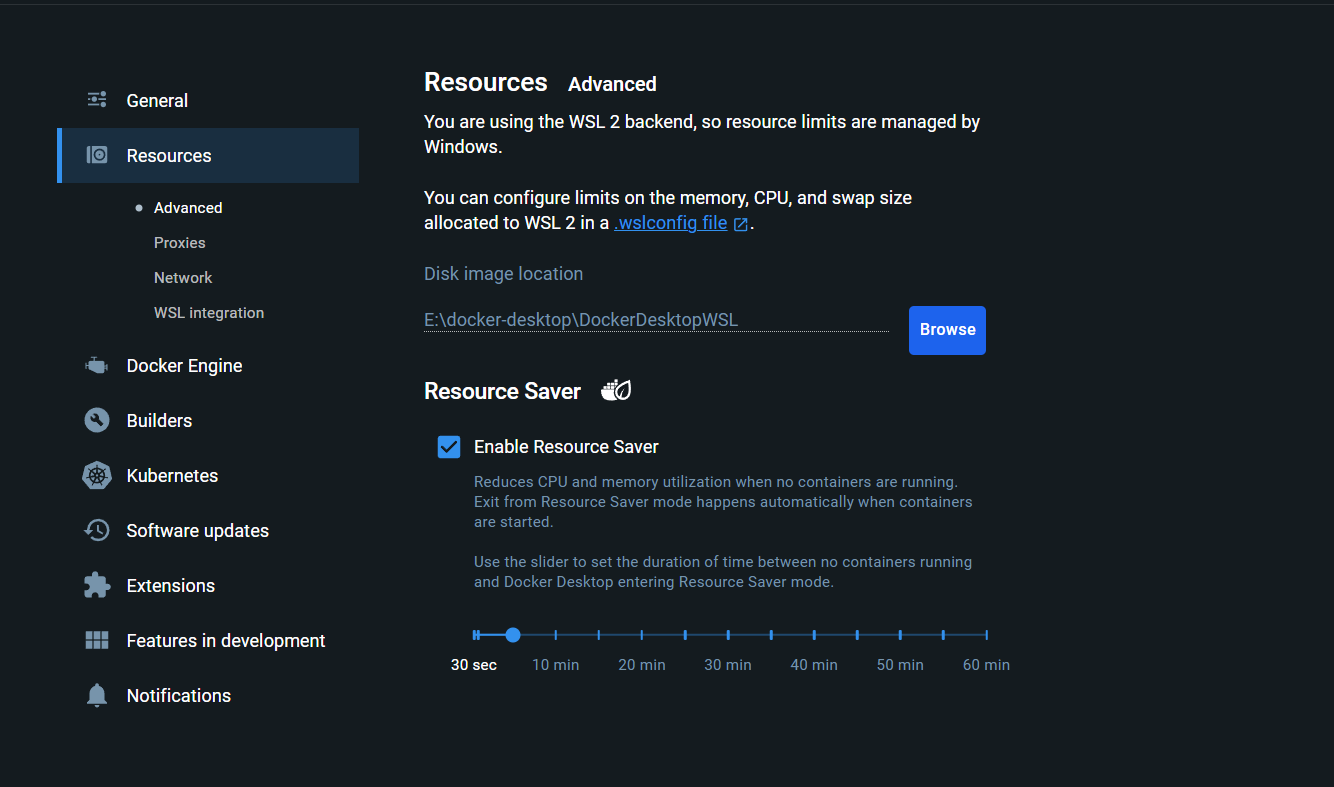 General
Resources
Advanced
Proxies
Network
WSL integration
Docker Engine
Builders
Kubernetes
Software updates
Extensions
Features in development
Notifications
Resources Advanced
You are using the WSL 2 backend, so resource limits are managed by
Windows.
You can configure limits on the memory, CPU, and swap size
allocated to WSL 2 in a .wslconfig file.
Disk image location
E:\docker-desktop\DockerDesktopWSL
Browse
Resource Saver
Enable Resource Saver
Reduces CPU and memory utilization when no containers are running.
Exit from Resource Saver mode happens automatically when containers
are started.
Use the slider to set the duration of time between no containers running
and Docker Desktop entering Resource Saver mode.
30 sec 10 min 20 min 30 min 40 min 50 min 60 min